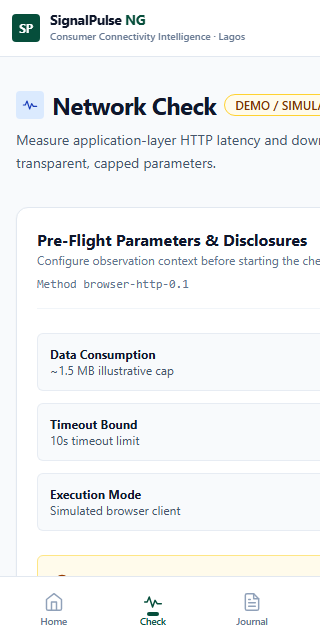 SP
SignalPulse NG
Consumer Connectivity Intelligence · Lagos
Network Check
DEMO / SIMUL
Measure application-layer HTTP latency and down
transparent, capped parameters.
Pre-Flight Parameters & Disclosures
Configure observation context before starting the che
Method browser-http-0.1
Data Consumption
~1.5 MB illustrative cap
Timeout Bound
10s timeout limit
Execution Mode
Simulated browser client
Home
Check
Journal